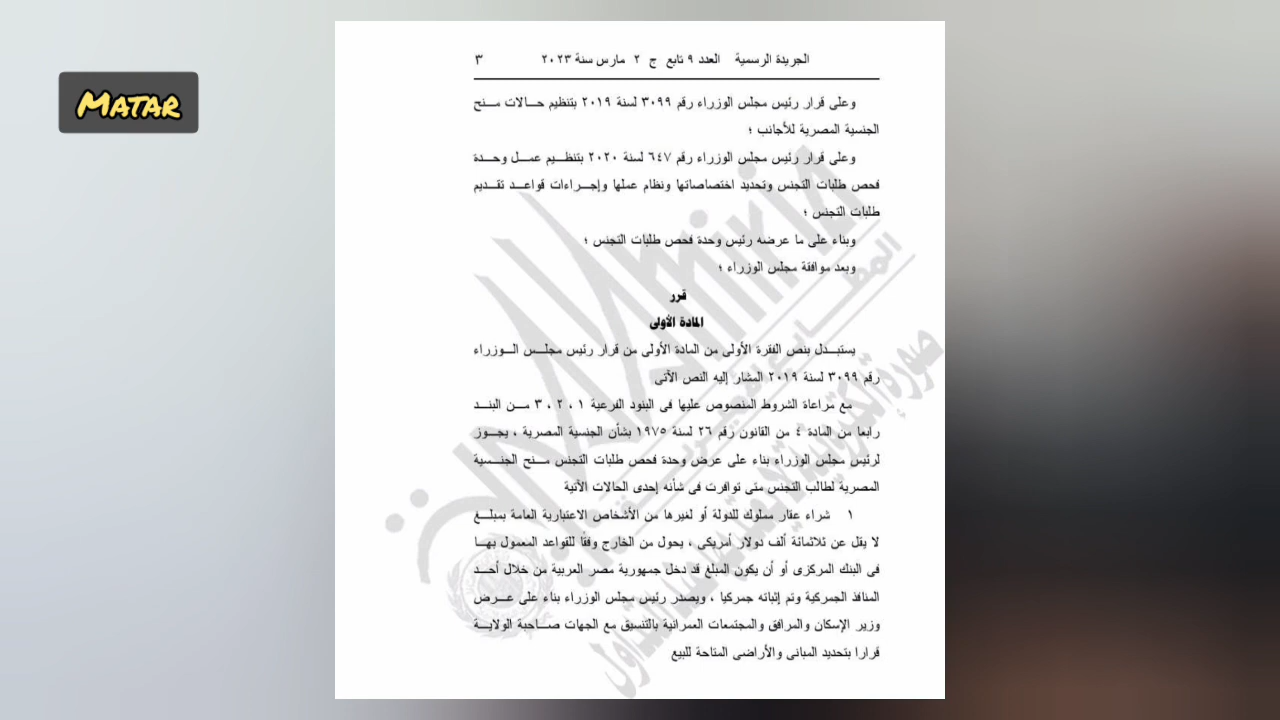 MATAR
الجريدة الرسمية العدد ٩ تابع ج ٢ مارس سنة ٢٠٢٣ ٣
وعلى قرار رئيس مجلس الوزراء رقم ٣٠٩٩ لسنة ٢٠١٩ بتنظيم حالات منح
الجنسية المصرية للأجانب ؛
وعلى قرار رئيس مجلس الوزراء رقم ٦٤٧ لسنة ٢٠٢٠ بتنظيم عمل وحدة
فحص طلبات التجنس وتحديد اختصاصاتها ونظام عملها وإجراءات قواعد تقديم
طلبات التجنس ؛
وبناء على ما عرضه رئيس وحدة فحص طلبات التجنس ؛
وبعد موافقة مجلس الوزراء ؛
قرر
المادة الأولى
يستبدل بنص الفقرة الأولى من المادة الأولى من قرار رئيس مجلس الوزراء
رقم ٣٠٩٩ لسنة ٢٠١٩ المشار إليه النص الآتى
مع مراعاة الشروط المنصوص عليها فى البنود الفرعية ١ ، ٢ ، ٣ من البند
رابعا من المادة ٤ من القانون رقم ٢٦ لسنة ١٩٧٥ بشأن الجنسية المصرية ، يجوز
لرئيس مجلس الوزراء بناء على عرض وحدة فحص طلبات التجنس منح الجنسية
المصرية لطالب التجنس متى توافرت فى شأنه إحدى الحالات الآتية
١ شراء عقار مملوك للدولة أو لغيرها من الأشخاص الاعتبارية العامة بمبلغ
لا يقل عن ثلاثمائة ألف دولار أمريكى ، يحول من الخارج وفقا للقواعد المعمول بها
فى البنك المركزى أو أن يكون المبلغ قد دخل جمهورية مصر العربية من خلال أحد
المنافذ الجمركية وتم إثباته جمركيا ، ويصدر رئيس مجلس الوزراء بناء على عرض
وزير الإسكان والمرافق والمجتمعات العمرانية بالتنسيق مع الجهات صاحبة الولاية
قرارا بتحديد المبانى والأراضى المتاحة للبيع